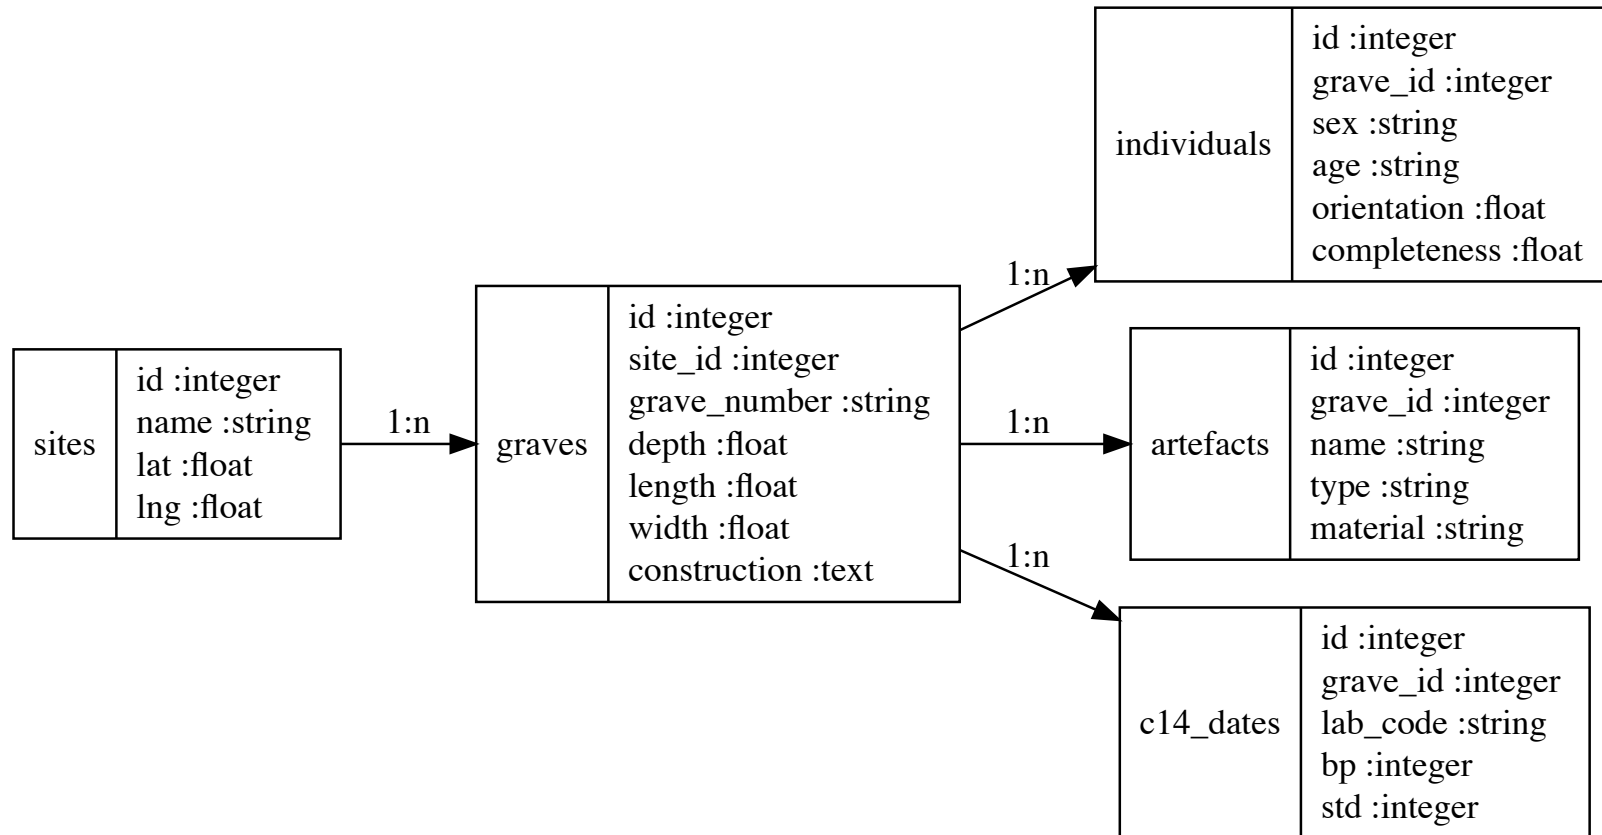 sites
id :integer
name :string
lat :float
lng :float
1:n
graves
id :integer
site_id :integer
grave_number :string
depth :float
length :float
width :float
construction :text
1:n
individuals
id :integer
grave_id :integer
sex :string
age :string
orientation :float
completeness :float
1:n
artefacts
id :integer
grave_id :integer
name :string
type :string
material :string
1:n
c14_dates
id :integer
grave_id :integer
lab_code :string
bp :integer
std :integer